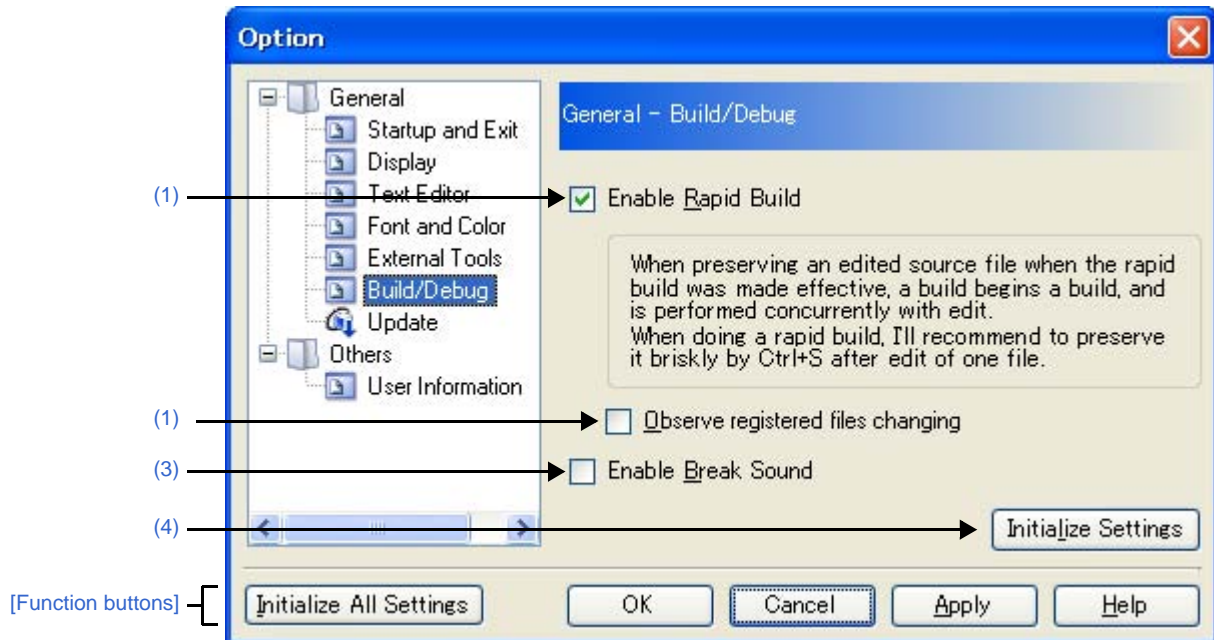 Option
General
Startup and Exit
Display
Text Editor
Font and Color
External Tools
Build/Debug
Update
Others
User Information
General - Build/Debug
(1)
Enable Rapid Build
When preserving an edited source file when the rapid
build was made effective, a build begins a build, and
is performed concurrently with edit.
When doing a rapid build, I'll recommend to preserve
it briskly by Ctrl+S after edit of one file.
(1)
Observe registered files changing
(3)
Enable Break Sound
(4)
Initialize Settings
[Function buttons]
Initialize All Settings
OK
Cancel
Apply
Help